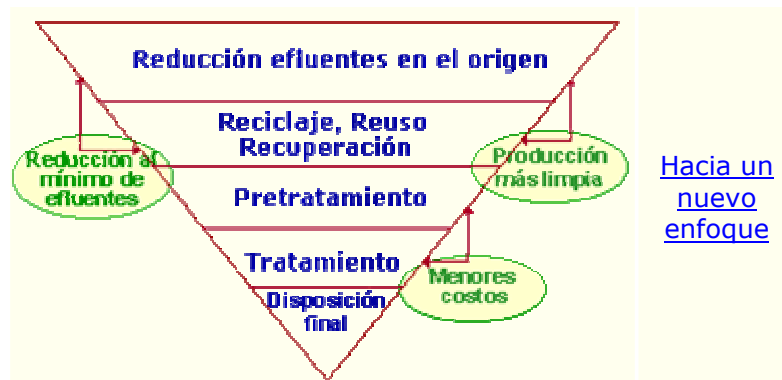 Reducción efluentes en el origen
Reciclaje, Reuso
Recuperación
Reducción al
mínimo de
efluentes
Producción
más limpia
Pretratamiento
Tratamiento
Menores
costos
Disposición
final
Hacia un
nuevo
enfoque